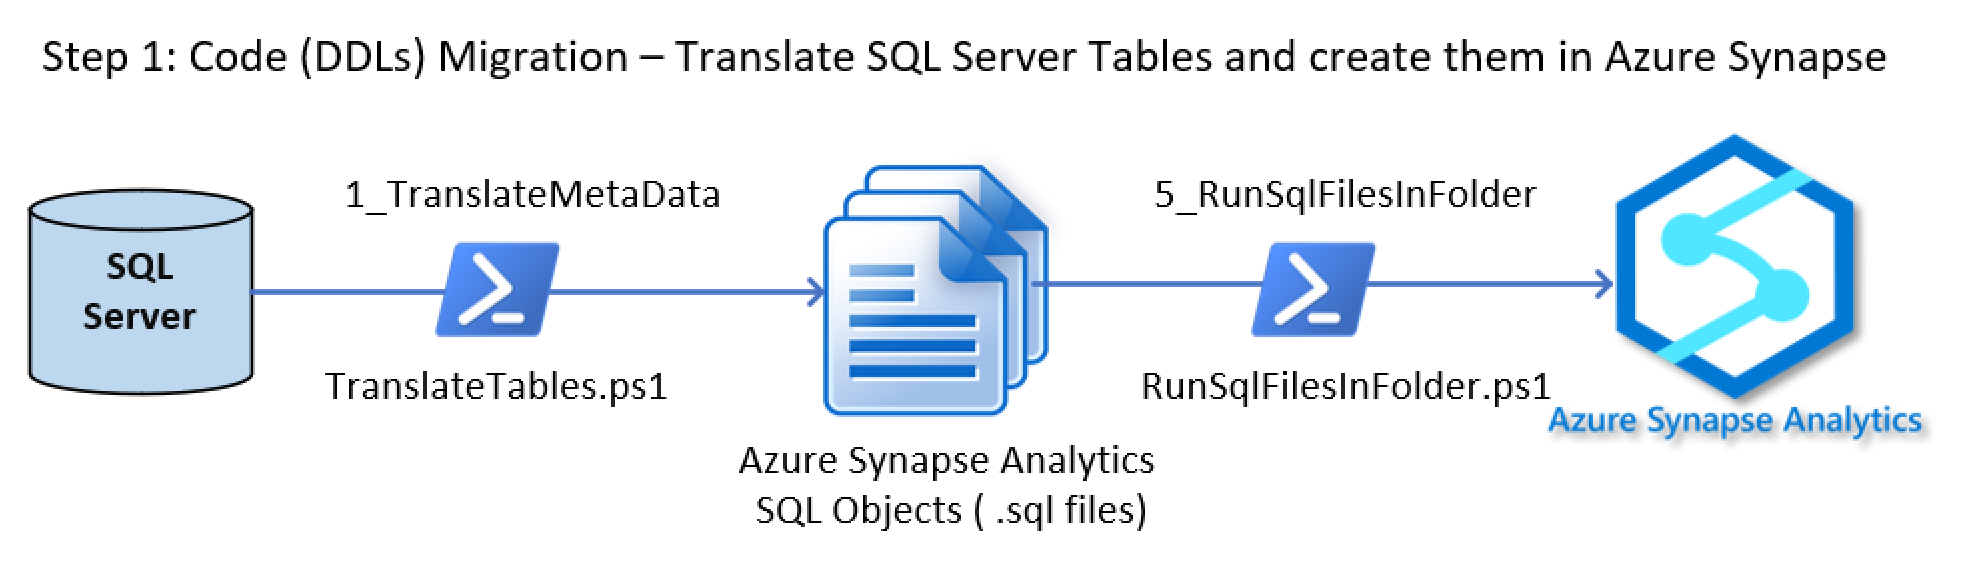 Step 1: Code (DDLs) Migration – Translate SQL Server Tables and create them in Azure Synapse
SQL
Server
1_TranslateMetaData
TranslateTables.ps1
Azure Synapse Analytics
SQL Objects ( .sql files)
5_RunSqlFilesInFolder
RunSqlFilesInFolder.ps1
Azure Synapse Analytics